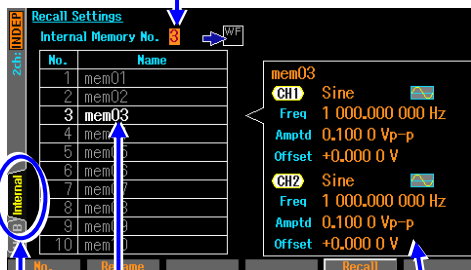 Recall Settings
Internal Memory No. 3
WF
2ch: INDEP
No. Name
1 mem01
2 mem02
3 mem03
4 mem
5 mem
6 mem
7 mem
8 mem
9 mem
10 mem
mem03
CH1 Sine
Freq 1 000.000 000 Hz
Amptd 0.100 0 Vp-p
Offset +0.000 0 V
CH2 Sine
Freq 1 000.000 000 Hz
Amptd 0.100 0 Vp-p
Offset +0.000 0 V
Internal
No. Rename Recall